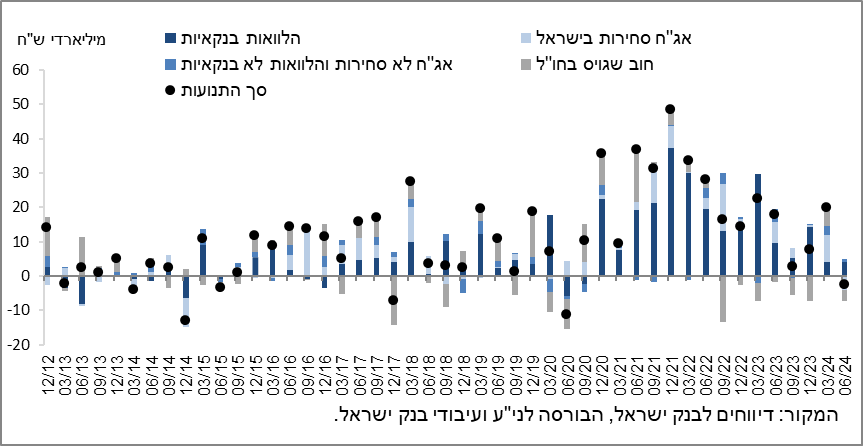 מיליארדי ש"ח
הלוואות בנקאיות
אג"ח סחירות בישראל
אג"ח לא סחירות והלוואות לא בנקאיות
חוב שגויס בחו"ל
סך התנועות
60
50
40
30
20
10
0
-10
-20
12/12 03/13 06/13 09/13 12/13 03/14 06/14 09/14 12/14 03/15 06/15 09/15 12/15 03/16 06/16 09/16 12/16 03/17 06/17 09/17 12/17 03/18 06/18 09/18 12/18 03/19 06/19 09/19 12/19 03/20 06/20 09/20 12/20 03/21 06/21 09/21 12/21 03/22 06/22 09/22 12/22 03/23 06/23 09/23 12/23 03/24 06/24
המקור: דיווחים לבנק ישראל, הבורסה לני"ע ועיבודי בנק ישראל.